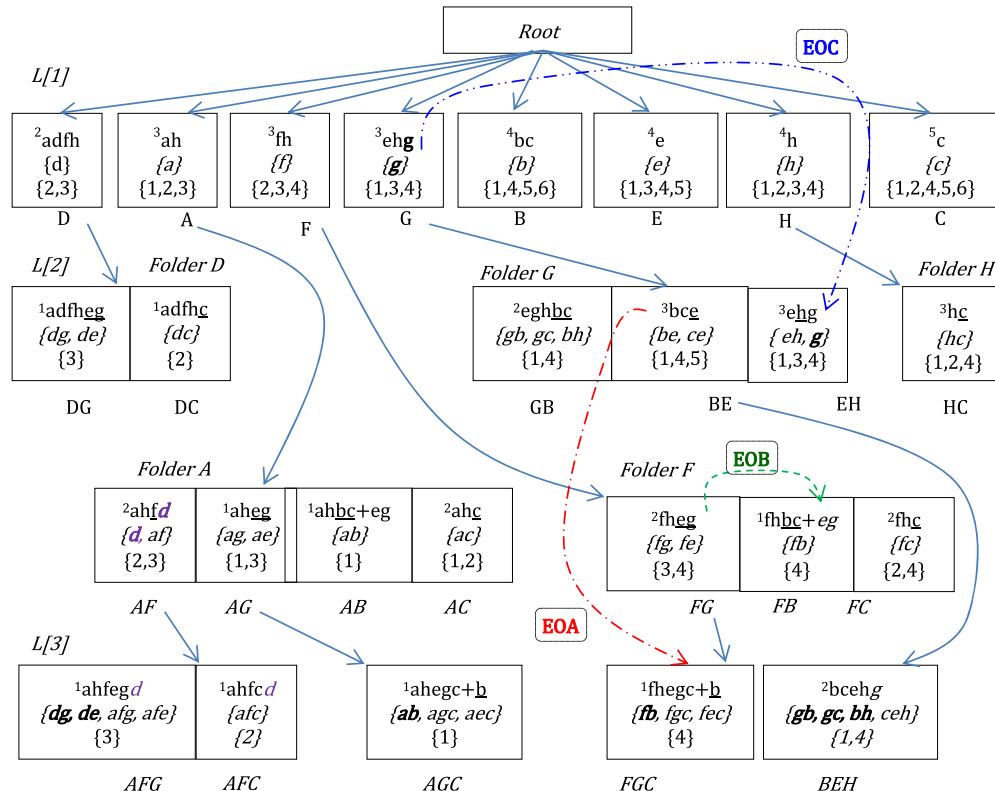 Root
EOC
L[1]
²adfh
{d}
{2,3}
³ah
{a}
{1,2,3}
³fh
{f}
{2,3,4}
³ehg
{g}
{1,3,4}
⁴bc
{b}
{1,4,5,6}
⁴e
{e}
{1,3,4,5}
⁴h
{h}
{1,2,3,4}
⁵c
{c}
{1,2,4,5,6}
D
A
F
G
B
E
H
C
L[2]
Folder D
Folder G
Folder H
¹adfheg
{dg, de}
{3}
¹adfhc
{dc}
{2}
²eghbc
{gb, gc, bh}
{1,4}
³bce
{be, ce}
{1,4,5}
³ehg
{ eh, g}
{1,3,4}
³hc
{hc}
{1,2,4}
DG
DC
GB
BE
EH
HC
Folder A
Folder F
EOB
²ahfd
{d, af}
{2,3}
¹aheg
{ag, ae}
{1,3}
¹ahbc+eg
{ab}
{1}
²ahc
{ac}
{1,2}
²fheg
{fg, fe}
{3,4}
¹fhbc+eg
{fb}
{4}
²fhc
{fc}
{2,4}
AF
AG
AB
AC
FG
FB
FC
EOA
L[3]
¹ahfegd
{dg, de, afg, afe}
{3}
¹ahfcd
{afc}
{2}
¹ahegc+b
{ab, agc, aec}
{1}
¹fhegc+b
{fb, fgc, fec}
{4}
²bcehg
{gb, gc, bh, ceh}
{1,4}
AFG
AFC
AGC
FGC
BEH